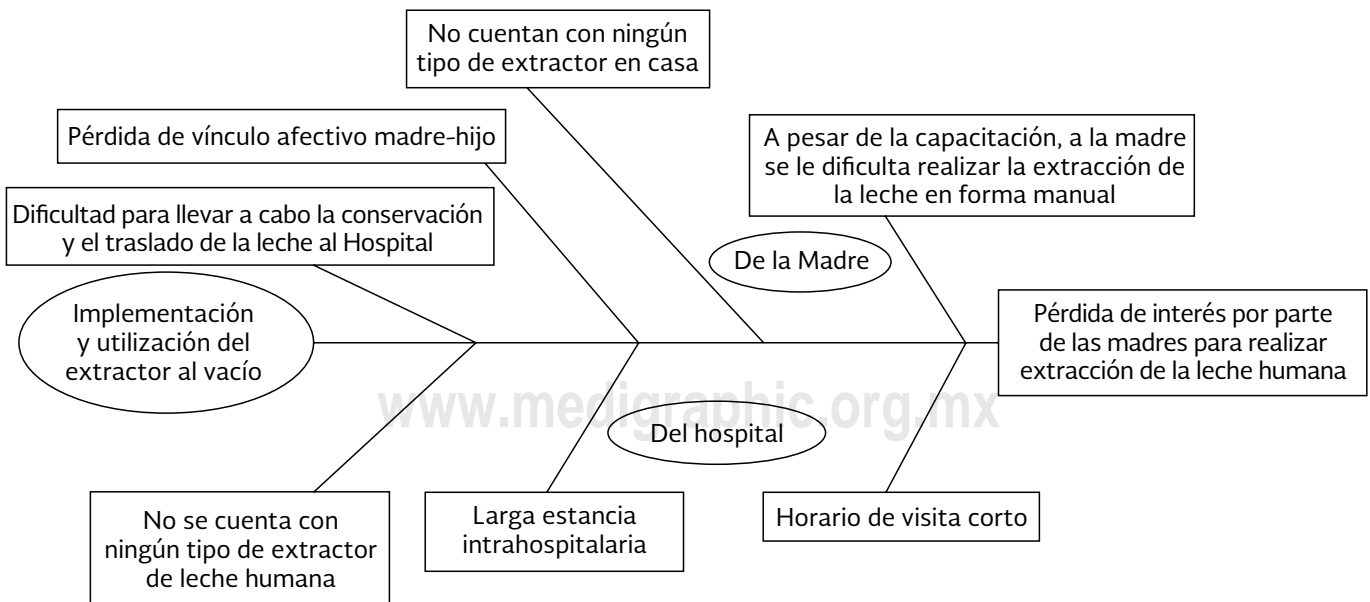 No cuentan con ningún
tipo de extractor en casa
Pérdida de vínculo afectivo madre-hijo
A pesar de la capacitación, a la madre
se le dificulta realizar la extracción de
la leche en forma manual
Dificultad para llevar a cabo la conservación
y el traslado de la leche al Hospital
De la Madre
Implementación
y utilización del
extractor al vacío
Pérdida de interés por parte
de las madres para realizar
extracción de la leche humana
www.medigraphic.org.mx
Del hospital
No se cuenta con
ningún tipo de extractor
de leche humana
Larga estancia
intrahospitalaria
Horario de visita corto